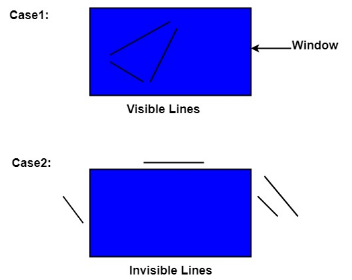 Case1:
Window
Visible Lines
Case2:
Invisible Lines